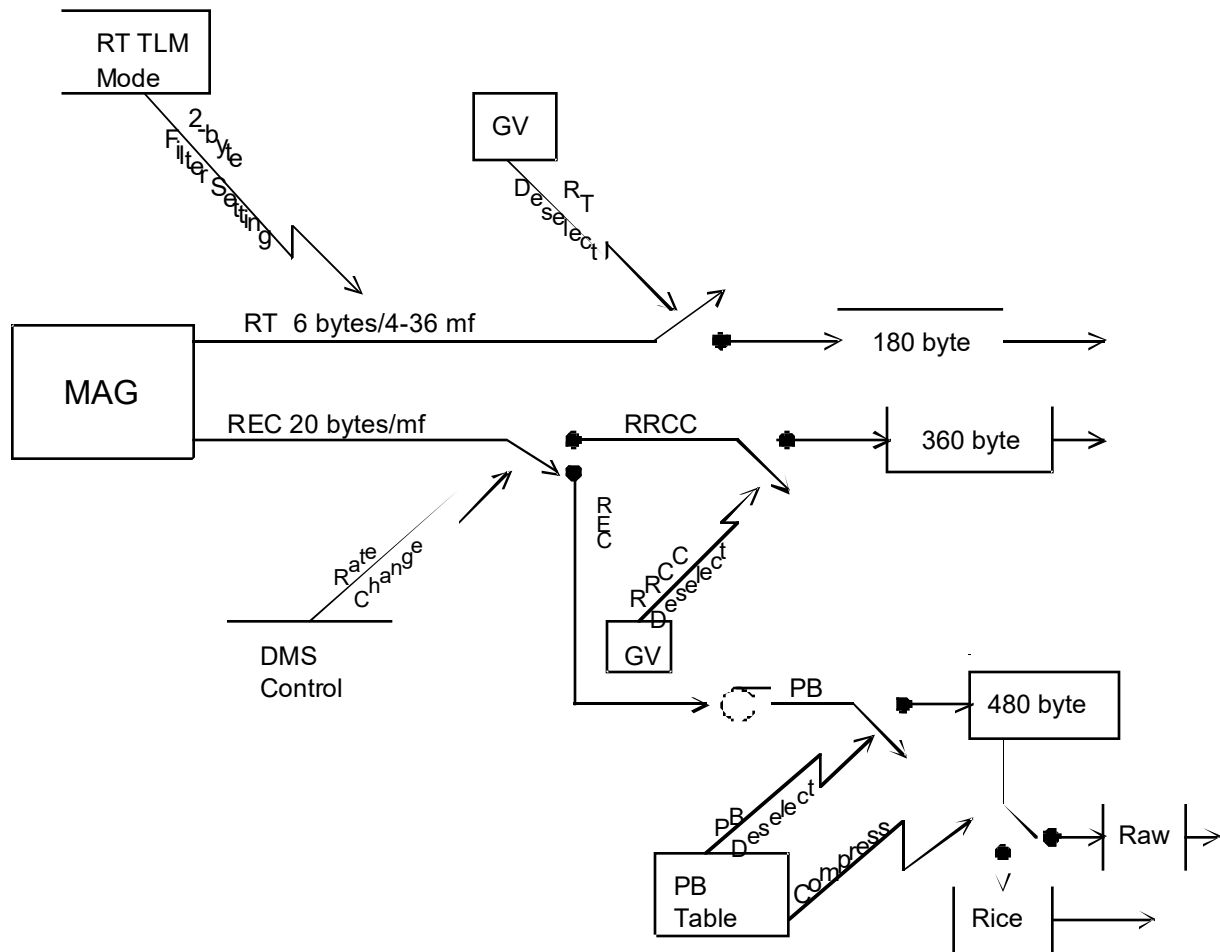 RT TLM
Mode
2-byte
Filter Setting
GV
RT
Deselect
RT 6 bytes/4-36 mf
180 byte
MAG
REC 20 bytes/mf
RRCC
360 byte
REC
Rate
Change
RRCC
Deselect
DMS
Control
GV
PB
480 byte
PB
Deselect
Compress
Raw
PB
Table
Rice